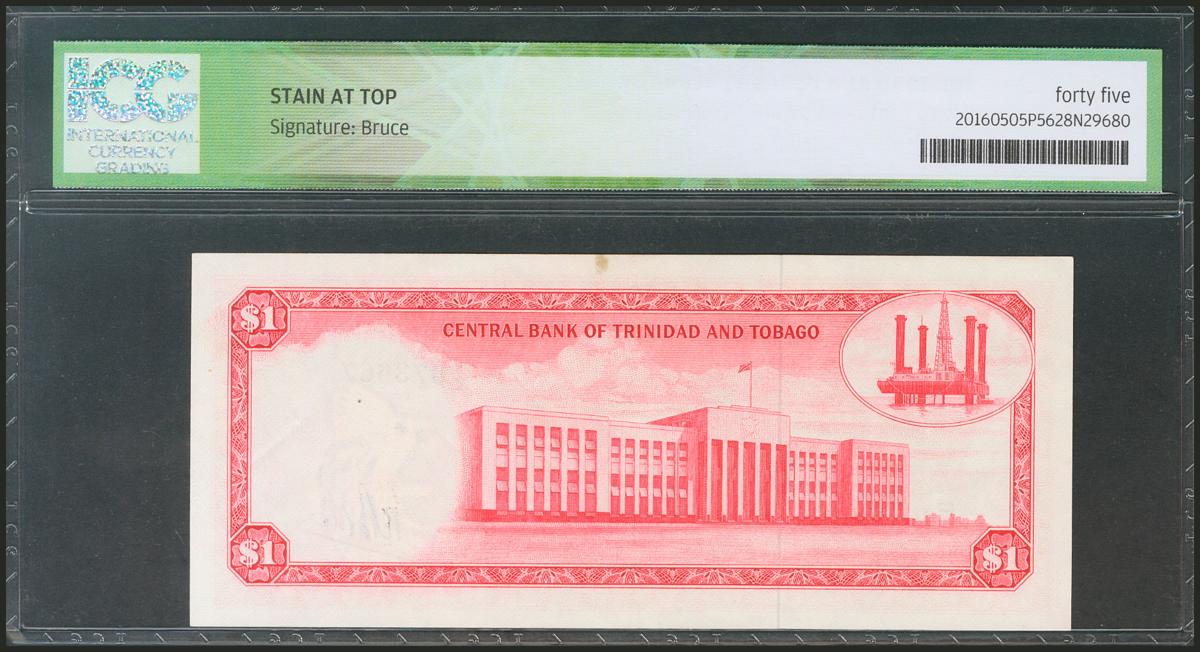 ICG
INTERNATIONAL
CURRENCY
GRADING
STAIN AT TOP
Signature: Bruce
forty five
20160505P5628N29680
$1
CENTRAL BANK OF TRINIDAD AND TOBAGO
$1
$1